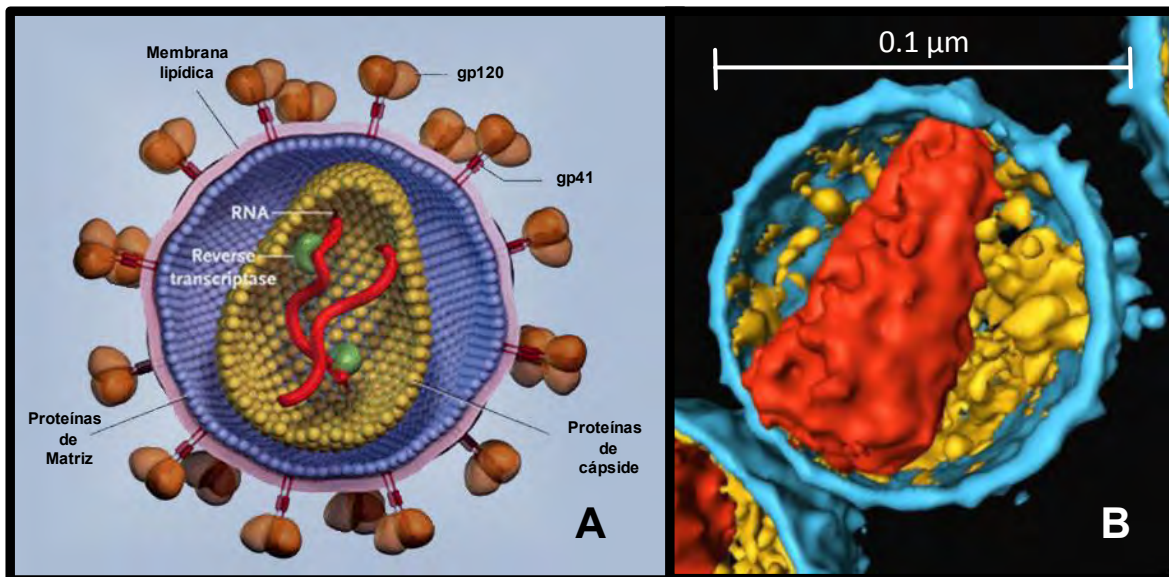 Membrana
lipídica
gp120
gp41
RNA
Reverse
transcriptase
Proteínas
de
Matriz
Proteínas
de
cápside
A
0.1 µm
B